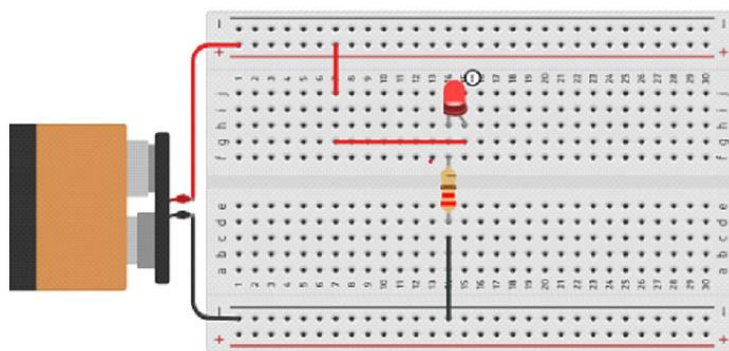 - -
+ +
1 2 3 4 5 6 7 8 9 10 11 12 13 14 15 16 17 18 19 20 21 22 23 24 25 26 27 28 29 30
j j
i i
h h
g g
f f
e e
d d
c c
b b
a a
1 2 3 4 5 6 7 8 9 10 11 12 13 15 16 17 18 19 20 21 22 23 24 25 26 27 28 29 30
- -
+ +